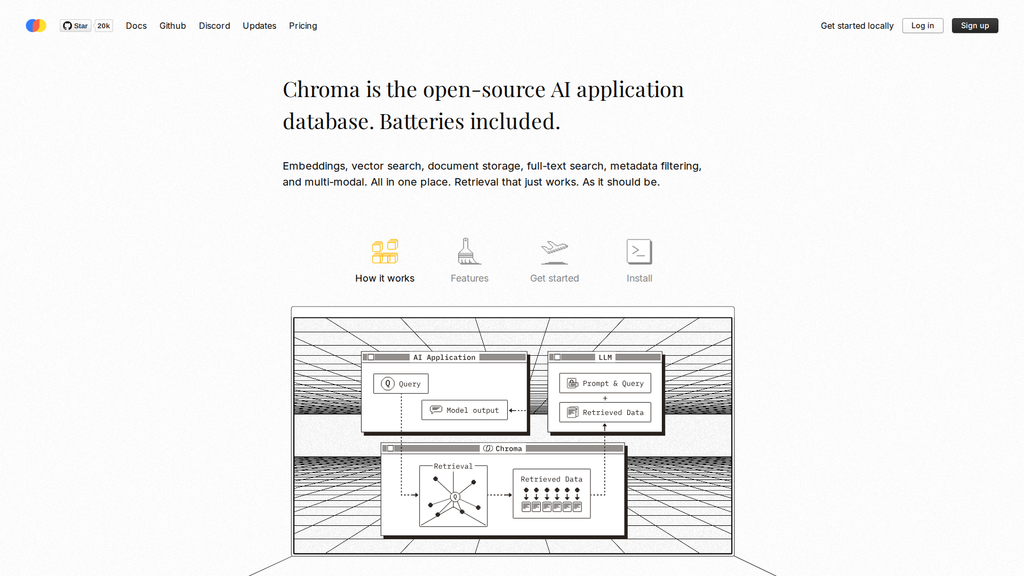 Star 20k Docs Github Discord Updates Pricing Get started locally Log in Sign up
Chroma is the open-source AI application
database. Batteries included.
Embeddings, vector search, document storage, full-text search, metadata filtering,
and multi-modal. All in one place. Retrieval that just works. As it should be.
How it works Features Get started Install
AI Application
Q Query
Model output
LLM
Prompt & Query
+
Retrieved Data
Chroma
Retrieval
Q
Retrieved Data